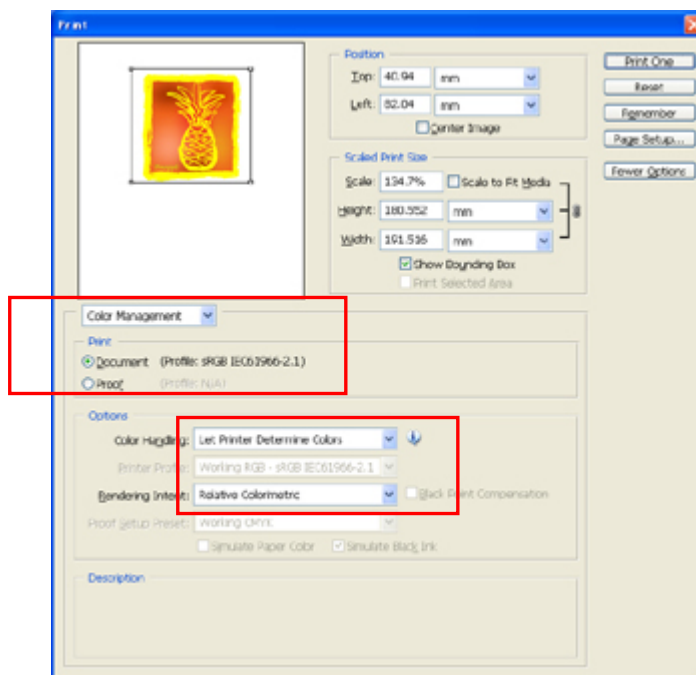 Print
Position
Top: 40.94 mm
Left: 82.04 mm
Center Image
Scaled Print Size
Scale: 134.7% Scale to Fit Media
Height: 180.552 mm
Width: 191.516 mm
Show Bounding Box
Print Selected Area
Print One
Reset
Remember
Page Setup...
Fewer Options
Color Management
Print
Document (Profile: sRGB IEC61966-2.1)
Proof (Profile: N/A)
Options
Color Handling: Let Printer Determine Colors
Printer Profile: Working RGB - sRGB IEC61966-2.1
Rendering Intent: Relative Colorimetric Black Point Compensation
Proof Setup Preset: Working CMYK
Simulate Paper Color Simulate Black Ink
Description